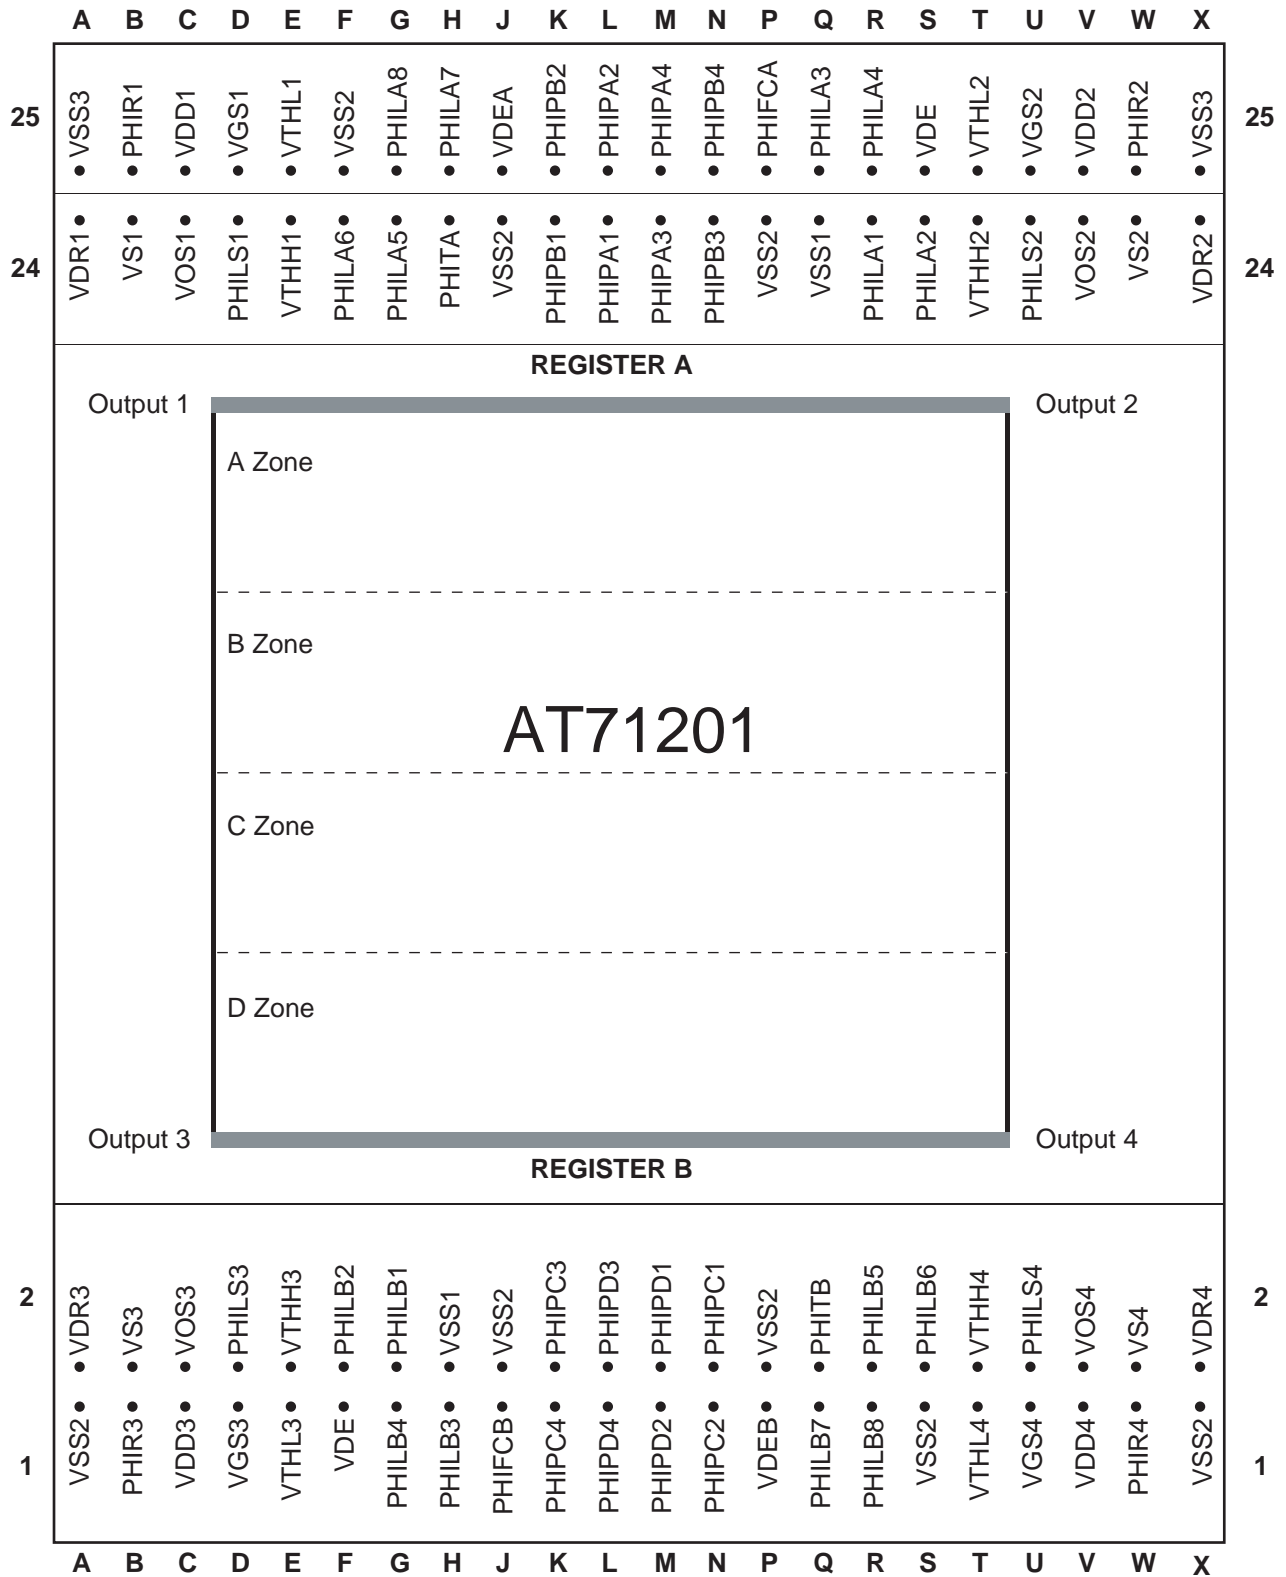 A B C D E F G H J K L M N P Q R S T U V W X
25 VSS3 PHIR1 VDD1 VGS1 VTHL1 VSS2 PHILA8 PHILA7 VDEA PHIPB2 PHIPA2 PHIPA4 PHIPB4 PHIFCA PHILA3 PHILA4 VDE VTHL2 VGS2 VDD2 PHIR2 VSS3 25
24 VDR1 VS1 VOS1 PHILS1 VTHH1 PHILA6 PHILA5 PHITA VSS2 PHIPB1 PHIPA1 PHIPA3 PHIPB3 VSS2 VSS1 PHILA1 PHILA2 VTHH2 PHILS2 VOS2 VS2 VDR2 24
REGISTER A
Output 1 Output 2
A Zone
B Zone
AT71201
C Zone
D Zone
Output 3 Output 4
REGISTER B
2 VDR3 VS3 VOS3 PHILS3 VTHH3 PHILB2 PHILB1 VSS1 VSS2 PHIPC3 PHIPD3 PHIPD1 PHIPC1 VSS2 PHITB PHILB5 PHILB6 VTHH4 PHILS4 VOS4 VS4 VDR4 2
1 VSS2 PHIR3 VDD3 VGS3 VTHL3 VDE PHILB4 PHILB3 PHIFCB PHIPC4 PHIPD4 PHIPD2 PHIPC2 VDEB PHILB7 PHILB8 VSS2 VTHL4 VGS4 VDD4 PHIR4 VSS2 1
A B C D E F G H J K L M N P Q R S T U V W X